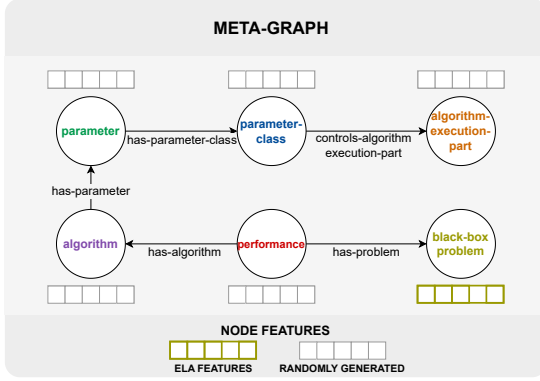 META-GRAPH
parameter
has-parameter-class
parameter-
class
controls-algorithm
execution-part
algorithm-
execution-
part
has-parameter
algorithm
has-algorithm
performance
has-problem
black-box
problem
NODE FEATURES
ELA FEATURES
RANDOMLY GENERATED